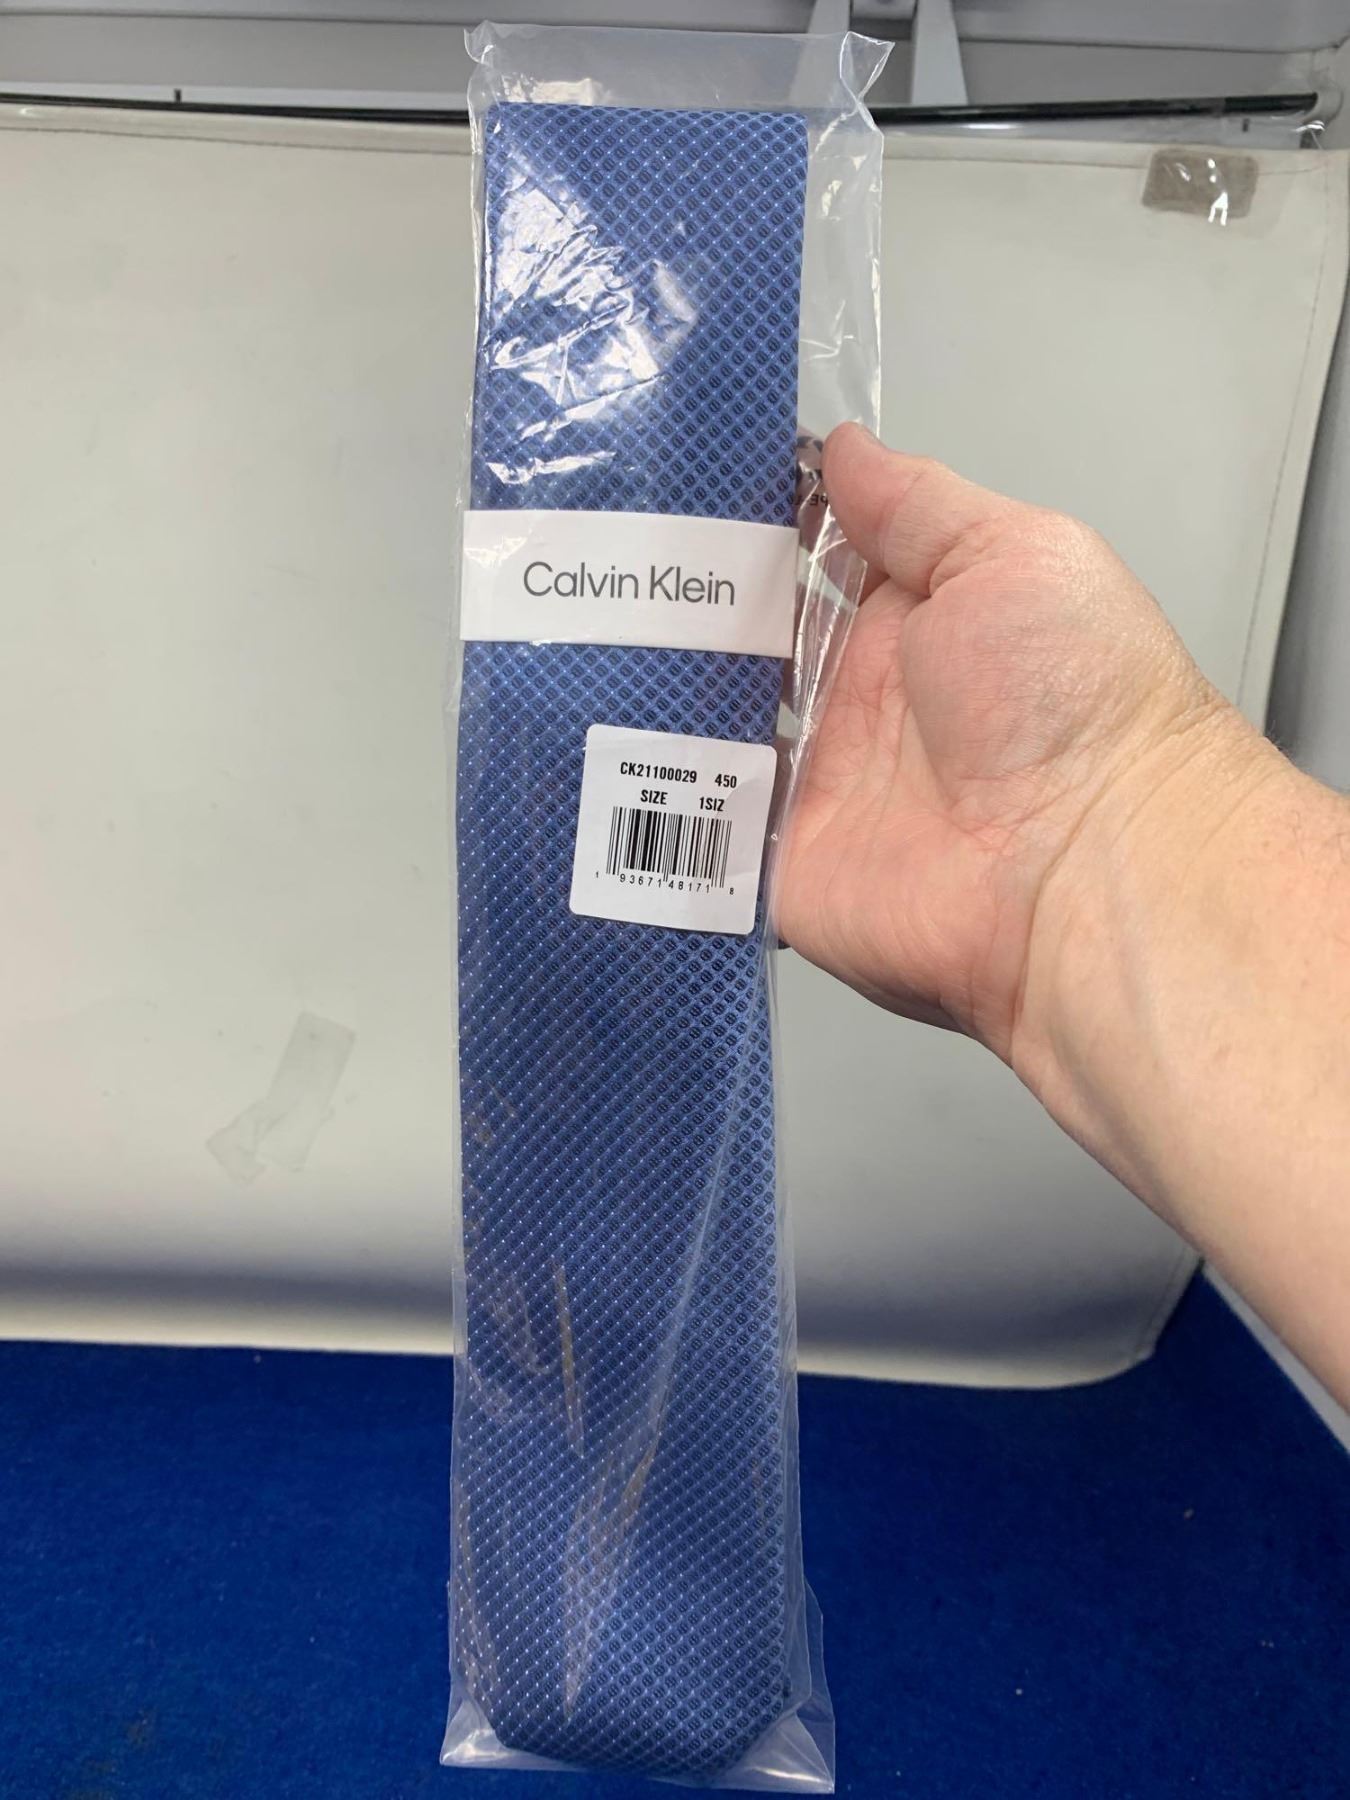 Calvin Klein
CK21100029 450
SIZE 1SIZ
1 93671 48171 8